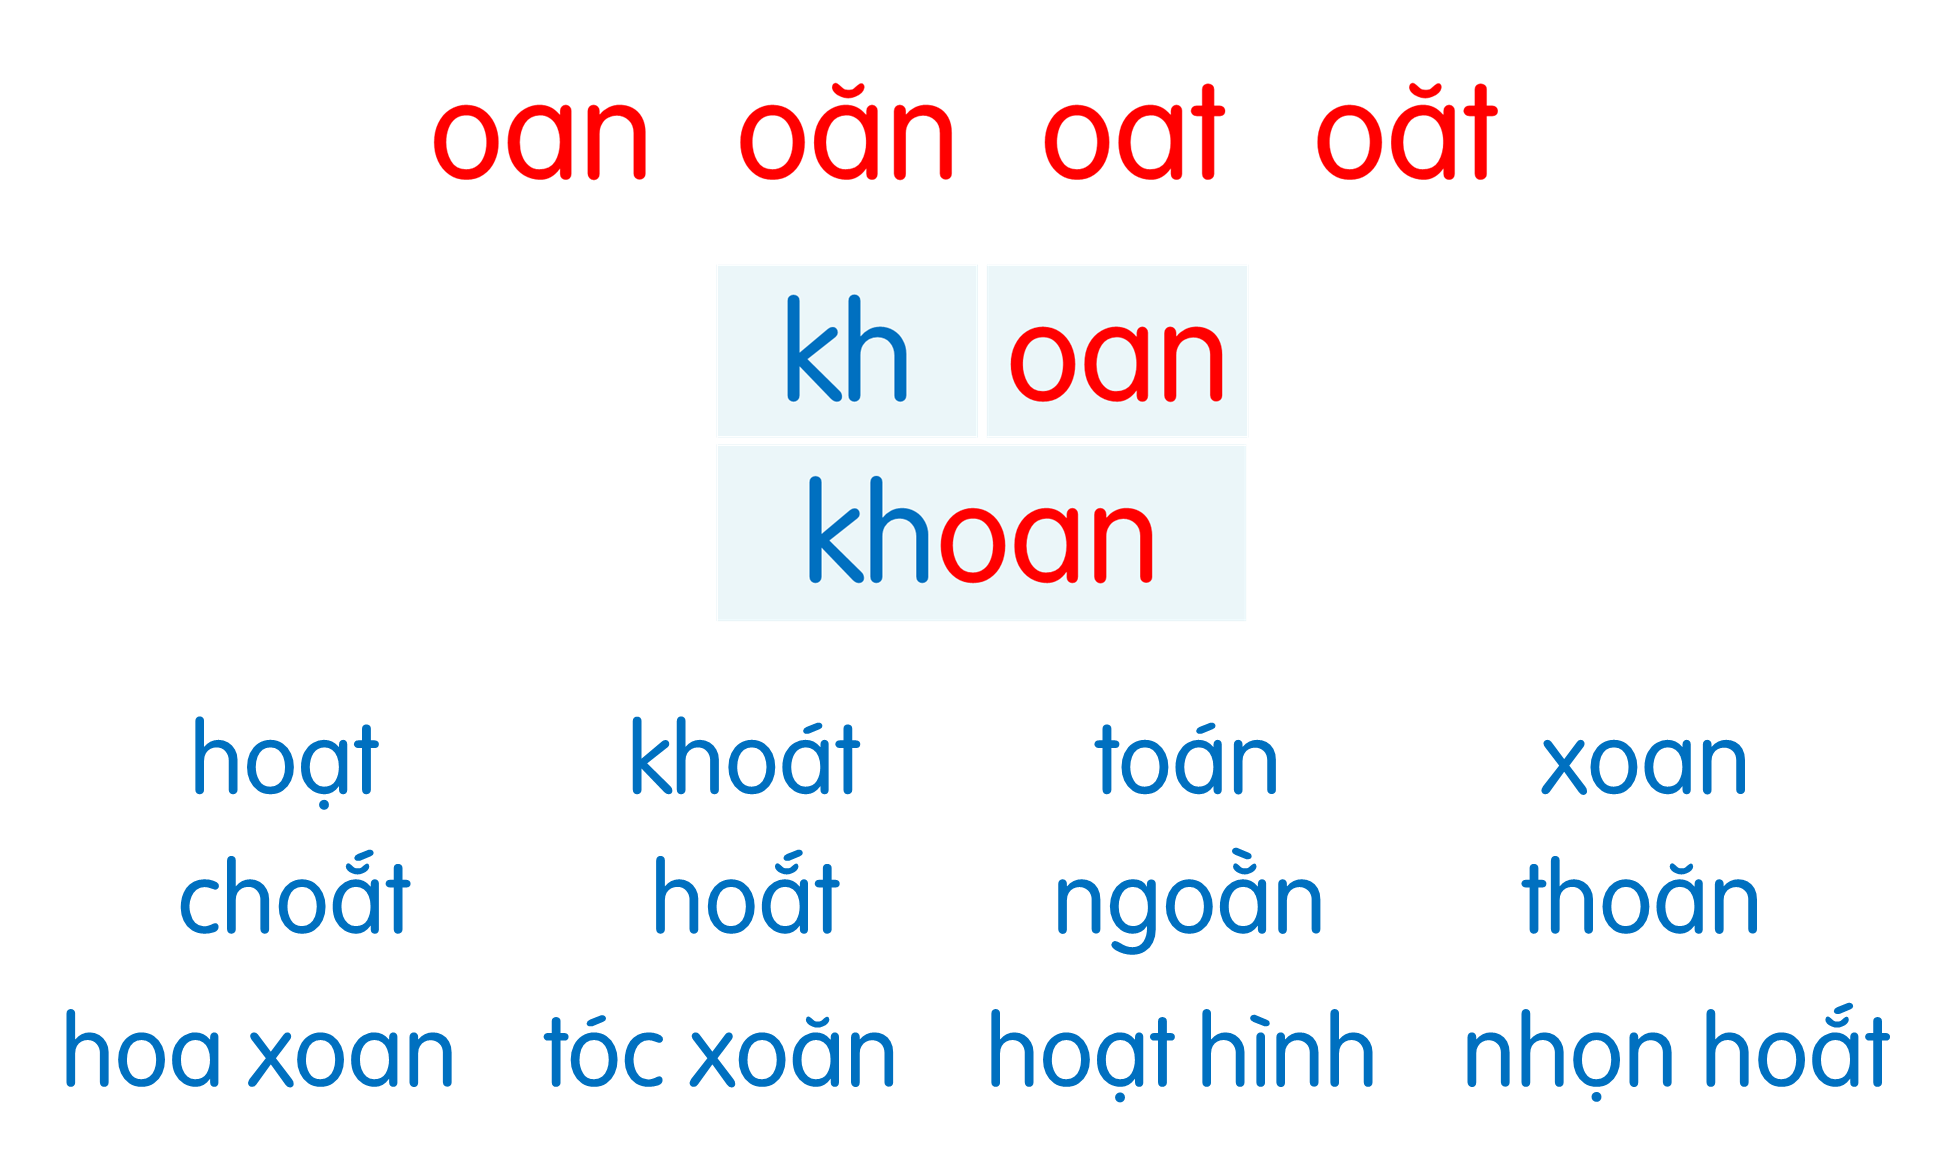 oan oăn oat oăt
kh oan
khoan
hoạt khoát toán xoan
choắt hoắt ngoằn thoăn
hoa xoan tóc xoăn hoạt hình nhọn hoắt